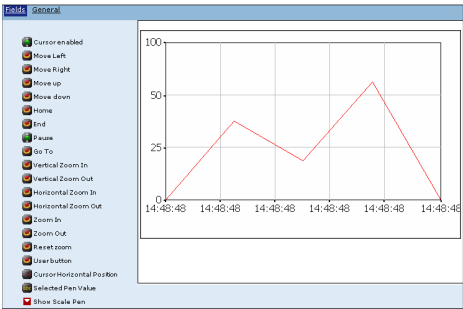 Fields General
Cursor enabled
Move Left
Move Right
Move up
Move down
Home
End
Pause
Go To
Vertical Zoom In
Vertical Zoom Out
Horizontal Zoom In
Horizontal Zoom Out
Zoom In
Zoom Out
Reset zoom
User button
Cursor Horizontal Position
Selected Pen Value
Show Scale Pen
100
50
25
0
14:48:48 14:48:48 14:48:48 14:48:48 14:48:48 14:48:48